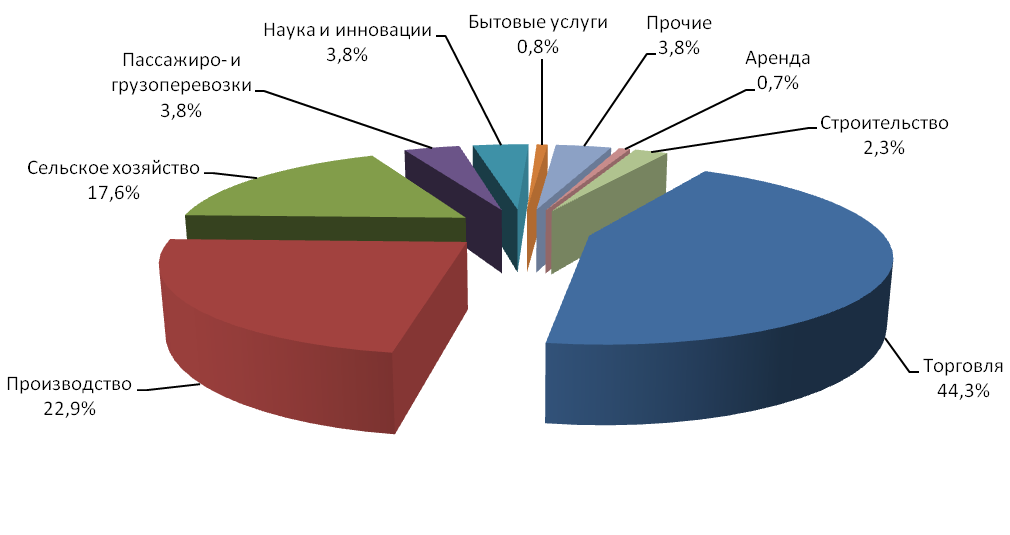 Бытовые услуги
0,8%
Прочие
3,8%
Наука и инновации
3,8%
Аренда
0,7%
Пассажиро- и
грузоперевозки
3,8%
Строительство
2,3%
Сельское хозяйство
17,6%
Торговля
44,3%
Производство
22,9%